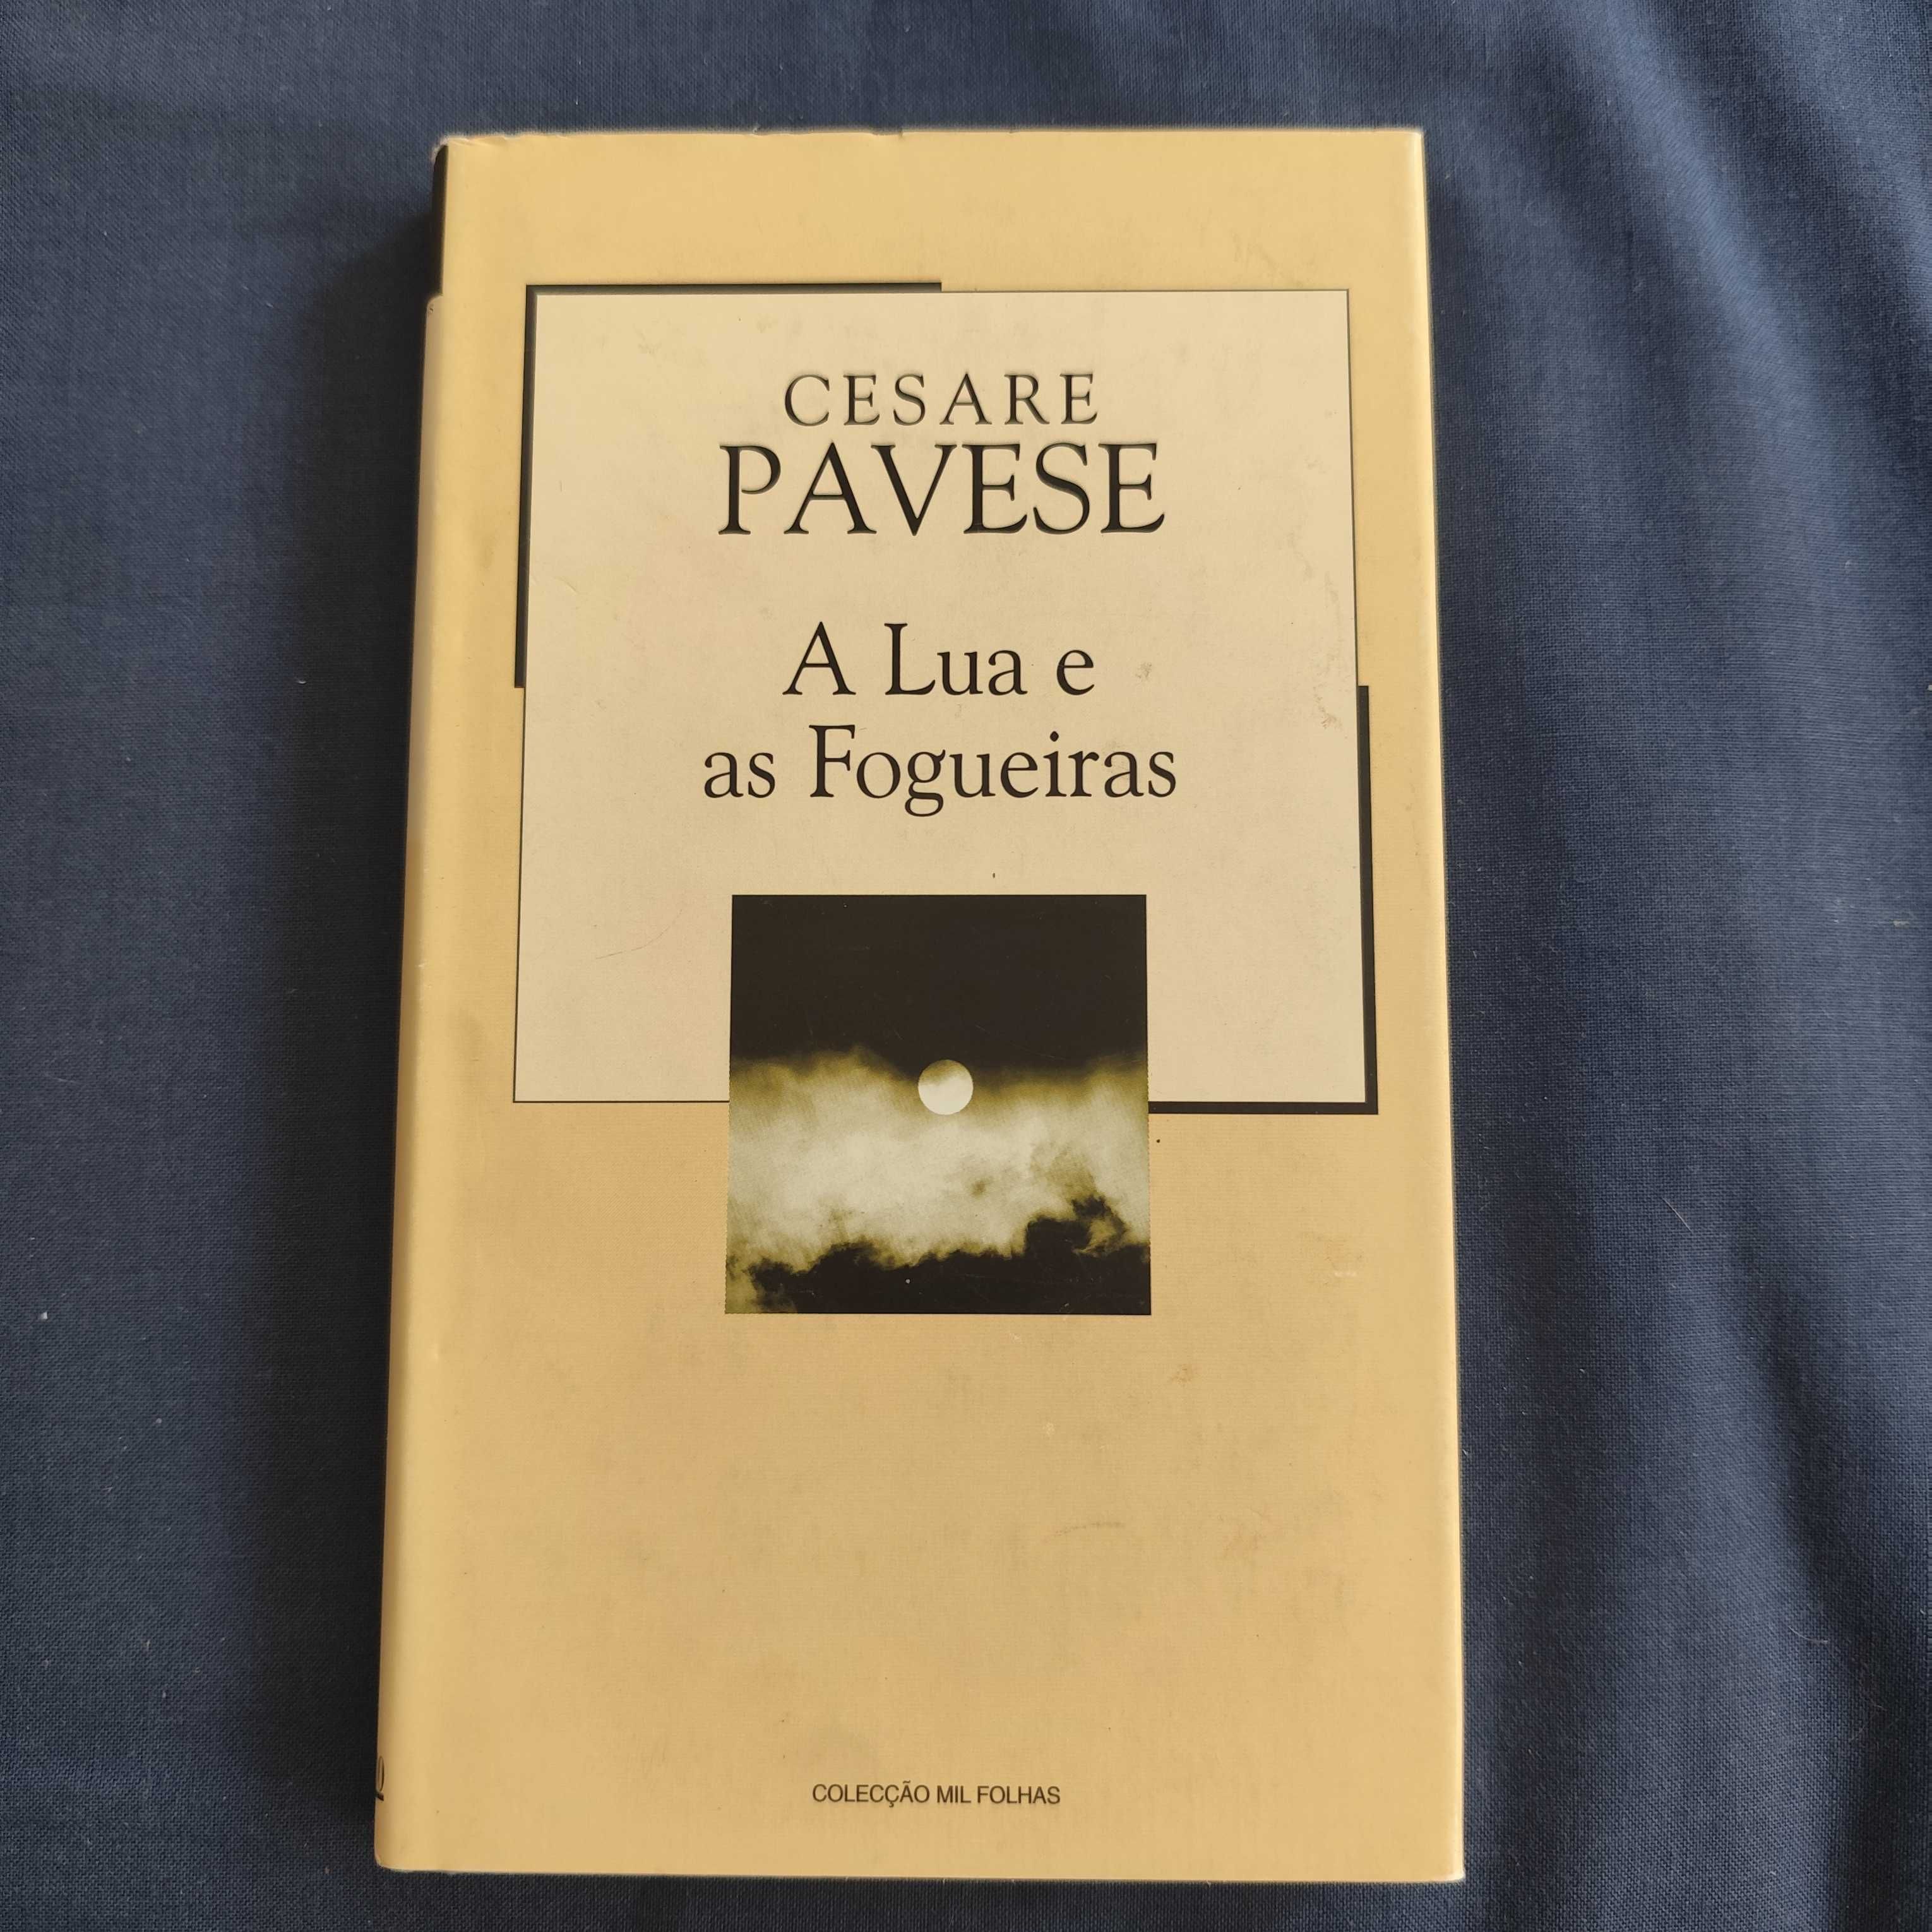 CESARE
PAVESE
A Lua e
as Fogueiras
COLECÇÃO MIL FOLHAS